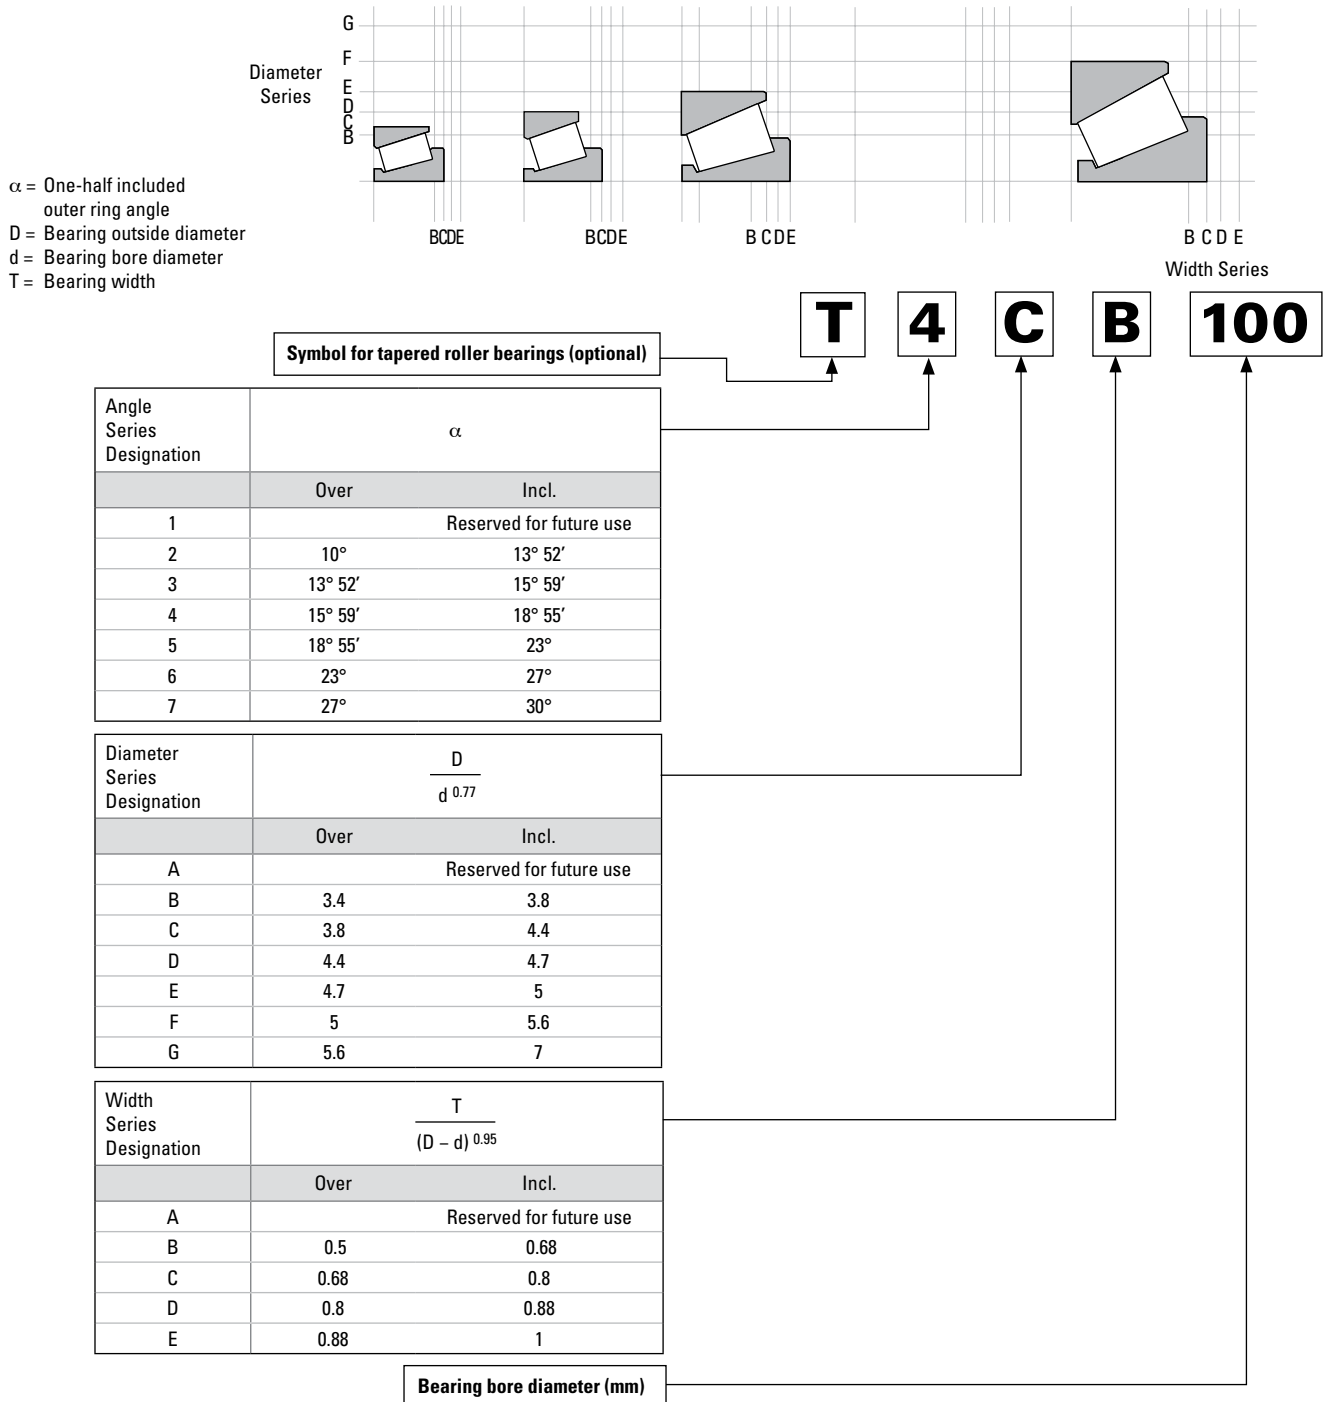 G
F
E
D
C
B
Diameter
Series
α = One-half included
outer ring angle
D = Bearing outside diameter
d = Bearing bore diameter
T = Bearing width
BCDE BCDE B C D E B C D E
Width Series
T 4 C B 100
Symbol for tapered roller bearings (optional)
Angle
Series
Designation
α
Over Incl.
1 Reserved for future use
2 10° 13° 52′
3 13° 52′ 15° 59′
4 15° 59′ 18° 55′
5 18° 55′ 23°
6 23° 27°
7 27° 30°
Diameter
Series
Designation
D
d 0.77
Over Incl.
A Reserved for future use
B 3.4 3.8
C 3.8 4.4
D 4.4 4.7
E 4.7 5
F 5 5.6
G 5.6 7
Width
Series
Designation
T
(D – d) 0.95
Over Incl.
A Reserved for future use
B 0.5 0.68
C 0.68 0.8
D 0.8 0.88
E 0.88 1
Bearing bore diameter (mm)